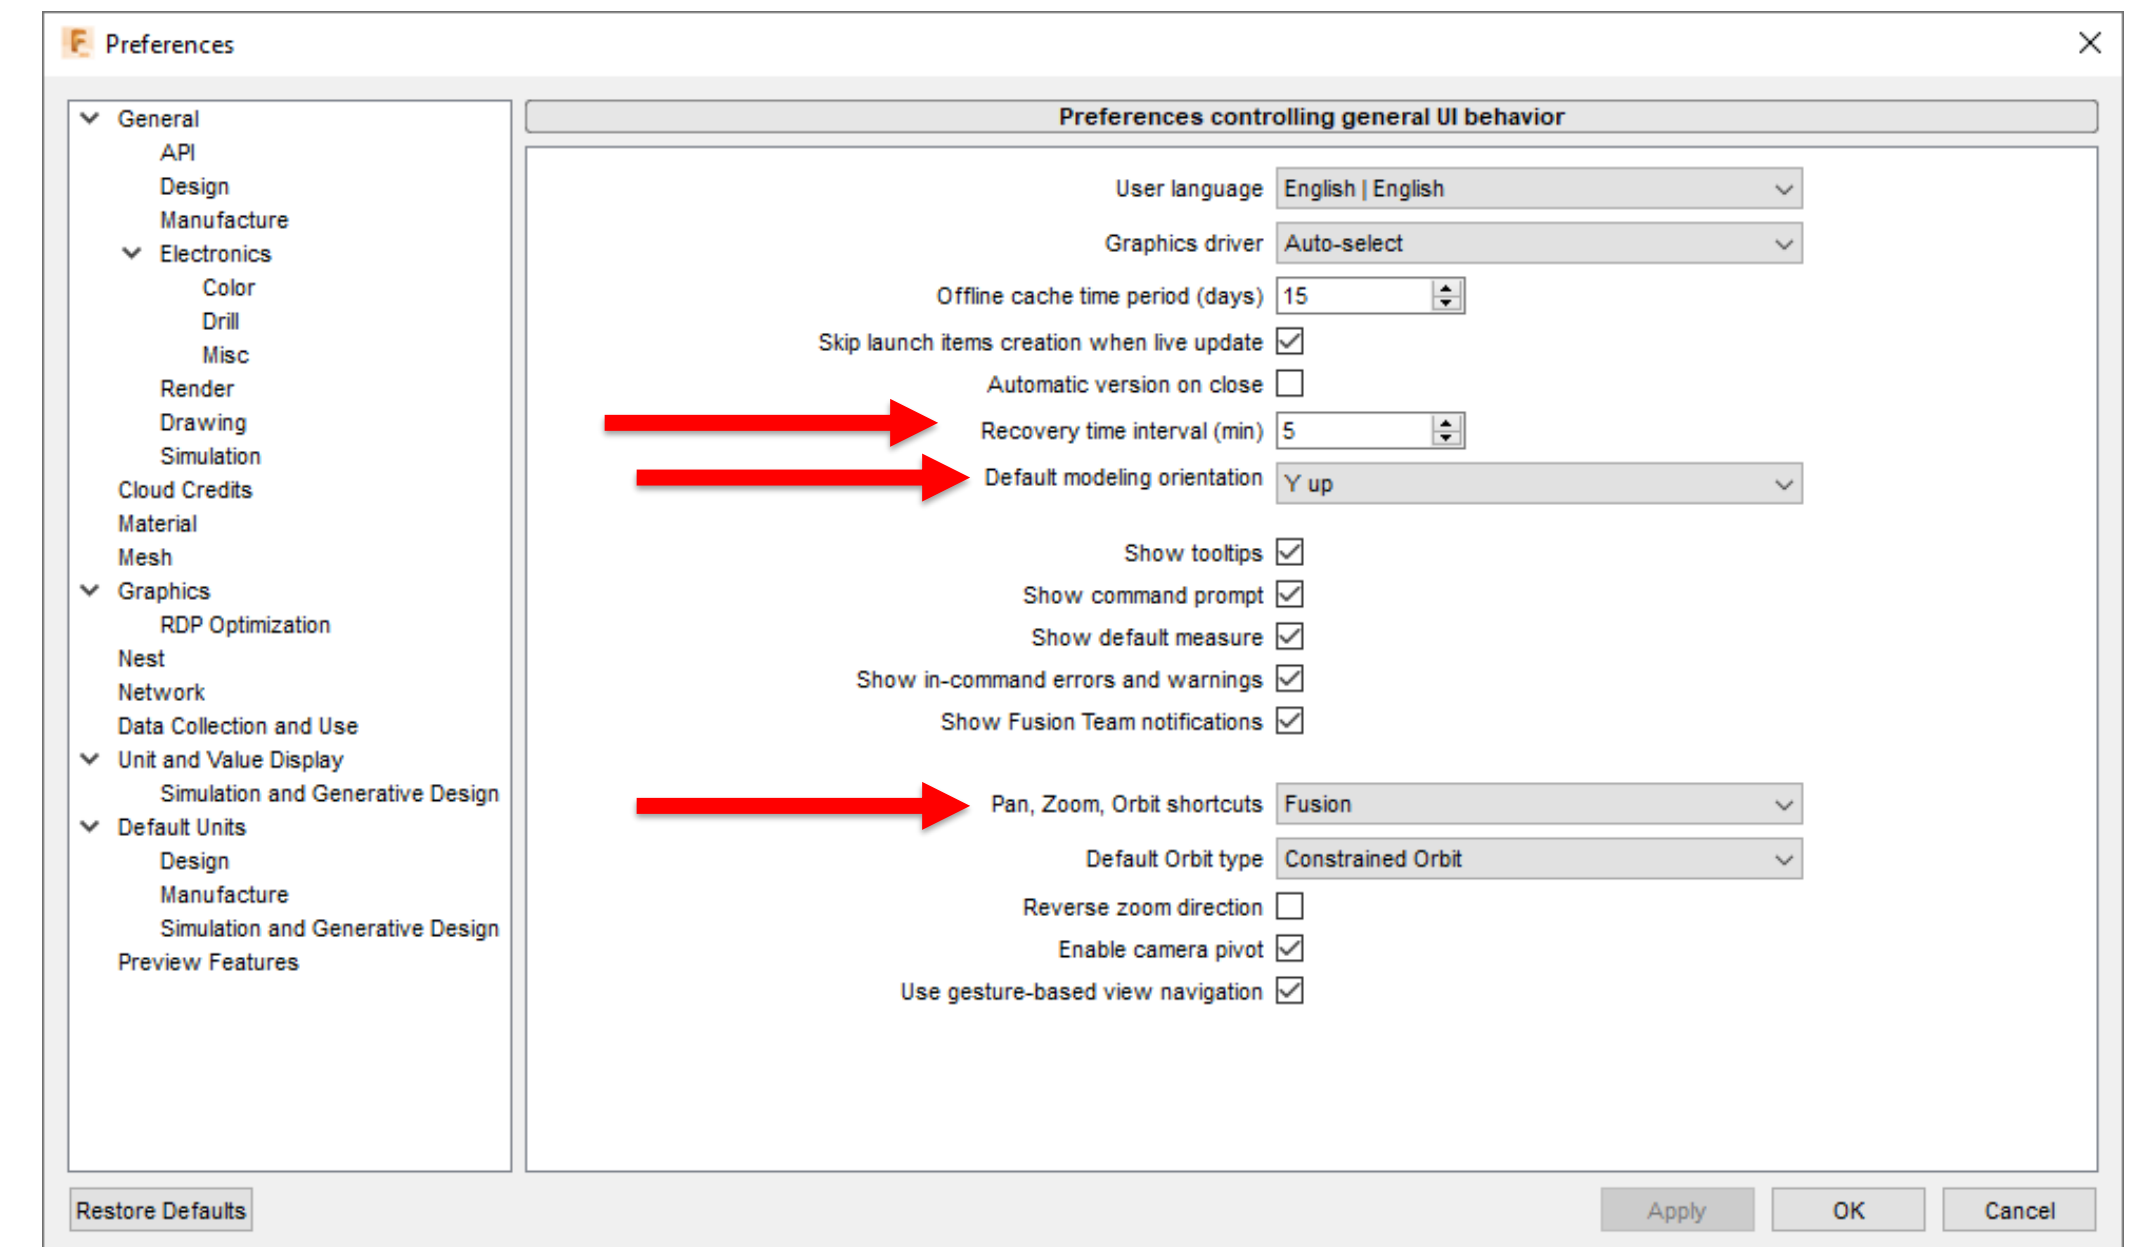 Preferences
General
API
Design
Manufacture
Electronics
Color
Drill
Misc
Render
Drawing
Simulation
Cloud Credits
Material
Mesh
Graphics
RDP Optimization
Nest
Network
Data Collection and Use
Unit and Value Display
Simulation and Generative Design
Default Units
Design
Manufacture
Simulation and Generative Design
Preview Features
Preferences controlling general UI behavior
User language English | English
Graphics driver Auto-select
Offline cache time period (days) 15
Skip launch items creation when live update
Automatic version on close
Recovery time interval (min) 5
Default modeling orientation Y up
Show tooltips
Show command prompt
Show default measure
Show in-command errors and warnings
Show Fusion Team notifications
Pan, Zoom, Orbit shortcuts Fusion
Default Orbit type Constrained Orbit
Reverse zoom direction
Enable camera pivot
Use gesture-based view navigation
Restore Defaults Apply OK Cancel